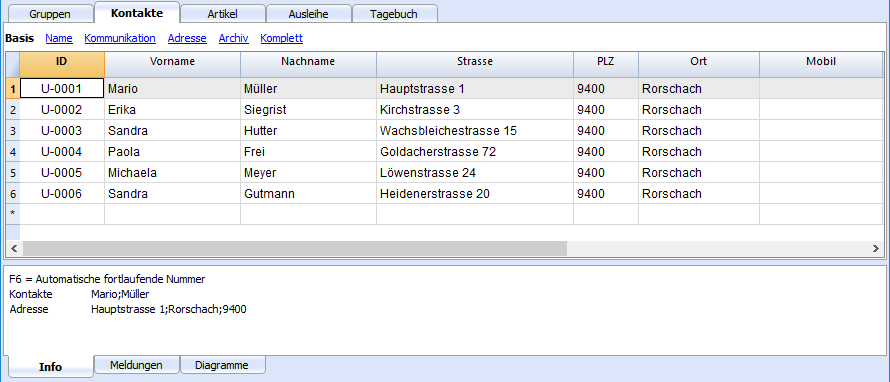 Gruppen Kontakte Artikel Ausleihe Tagebuch
Basis Name Kommunikation Adresse Archiv Komplett
ID Vorname Nachname Strasse PLZ Ort Mobil
1 U-0001 Mario Müller Hauptstrasse 1 9400 Rorschach
2 U-0002 Erika Siegrist Kirchstrasse 3 9400 Rorschach
3 U-0003 Sandra Hutter Wachsbleichestrasse 15 9400 Rorschach
4 U-0004 Paola Frei Goldacherstrasse 72 9400 Rorschach
5 U-0005 Michaela Meyer Löwenstrasse 24 9400 Rorschach
6 U-0006 Sandra Gutmann Heidenerstrasse 20 9400 Rorschach
*
F6 = Automatische fortlaufende Nummer
Kontakte Mario;Müller
Adresse Hauptstrasse 1;Rorschach;9400
Info Meldungen Diagramme